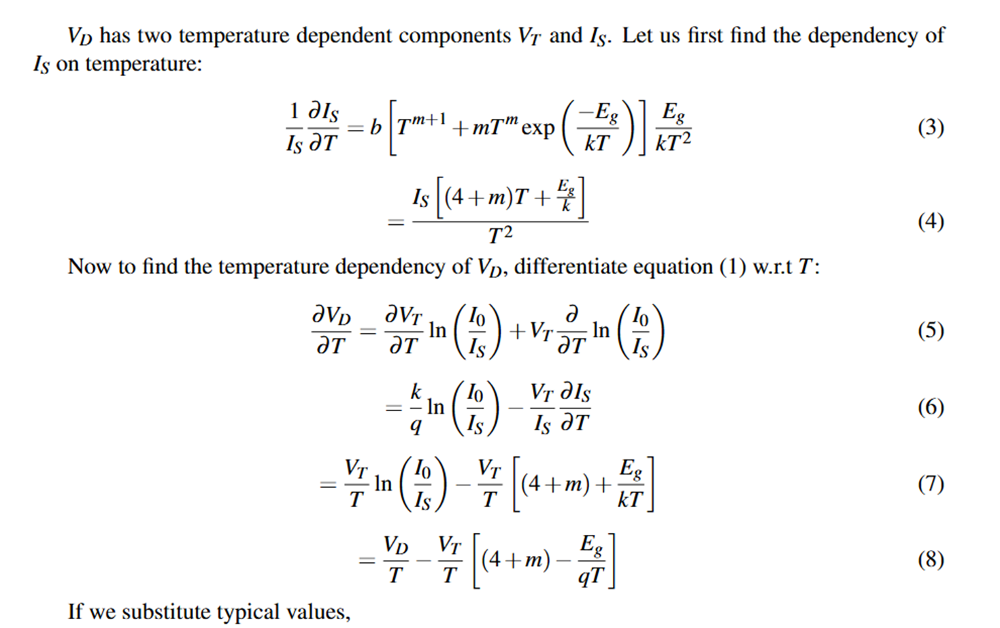 V_D has two temperature dependent components V_T and I_S. Let us first find the dependency of
I_S on temperature:
\frac{1}{I_S}\frac{\partial I_S}{\partial T} = b\left[T^{m+1} + mT^m \exp\left(\frac{-E_g}{kT}\right)\right]\frac{E_g}{kT^2} (3)
= \frac{I_S\left[(4+m)T + \frac{E_g}{k}\right]}{T^2} (4)
Now to find the temperature dependency of V_D, differentiate equation (1) w.r.t T:
\frac{\partial V_D}{\partial T} = \frac{\partial V_T}{\partial T}\ln\left(\frac{I_0}{I_S}\right) + V_T\frac{\partial}{\partial T}\ln\left(\frac{I_0}{I_S}\right) (5)
= \frac{k}{q}\ln\left(\frac{I_0}{I_S}\right) - \frac{V_T}{I_S}\frac{\partial I_S}{\partial T} (6)
= \frac{V_T}{T}\ln\left(\frac{I_0}{I_S}\right) - \frac{V_T}{T}\left[(4+m) + \frac{E_g}{kT}\right] (7)
= \frac{V_D}{T} - \frac{V_T}{T}\left[(4+m) - \frac{E_g}{qT}\right] (8)
If we substitute typical values,